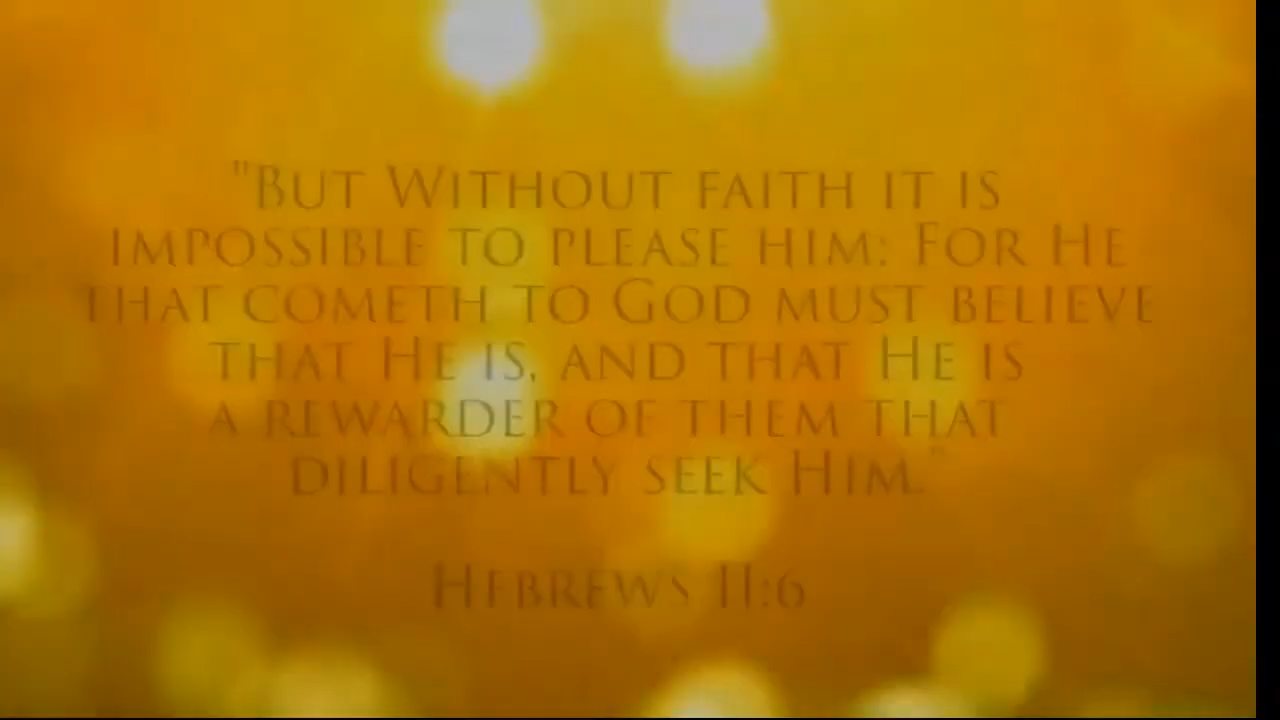 "But Without faith it is
impossible to please him: For He
that cometh to God must believe
that He is, and that He is
a rewarder of them that
diligently seek Him."
Hebrews 11:6